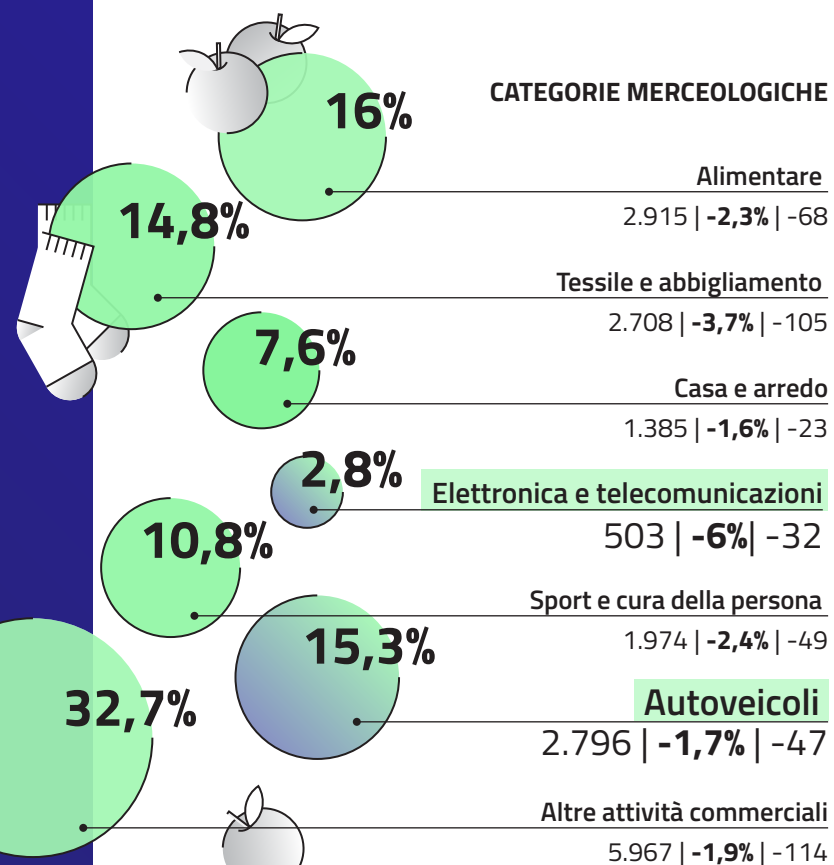 CATEGORIE MERCEOLOGICHE
16%
Alimentare
2.915 | -2,3% | -68
14,8%
Tessile e abbigliamento
2.708 | -3,7% | -105
7,6%
Casa e arredo
1.385 | -1,6% | -23
2,8%
Elettronica e telecomunicazioni
503 | -6%| -32
10,8%
Sport e cura della persona
1.974 | -2,4% | -49
15,3%
Autoveicoli
2.796 | -1,7% | -47
32,7%
Altre attività commerciali
5.967 | -1,9% | -114